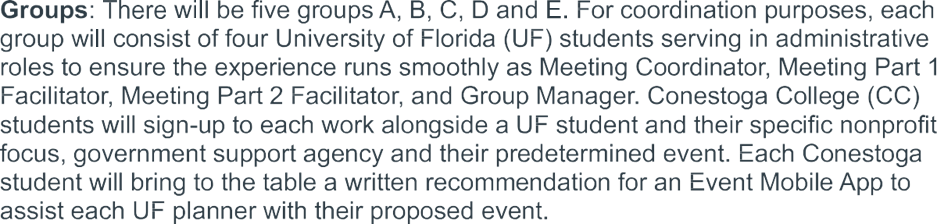 Groups: There will be five groups A, B, C, D and E. For coordination purposes, each
group will consist of four University of Florida (UF) students serving in administrative
roles to ensure the experience runs smoothly as Meeting Coordinator, Meeting Part 1
Facilitator, Meeting Part 2 Facilitator, and Group Manager. Conestoga College (CC)
students will sign-up to each work alongside a UF student and their specific nonprofit
focus, government support agency and their predetermined event. Each Conestoga
student will bring to the table a written recommendation for an Event Mobile App to
assist each UF planner with their proposed event.